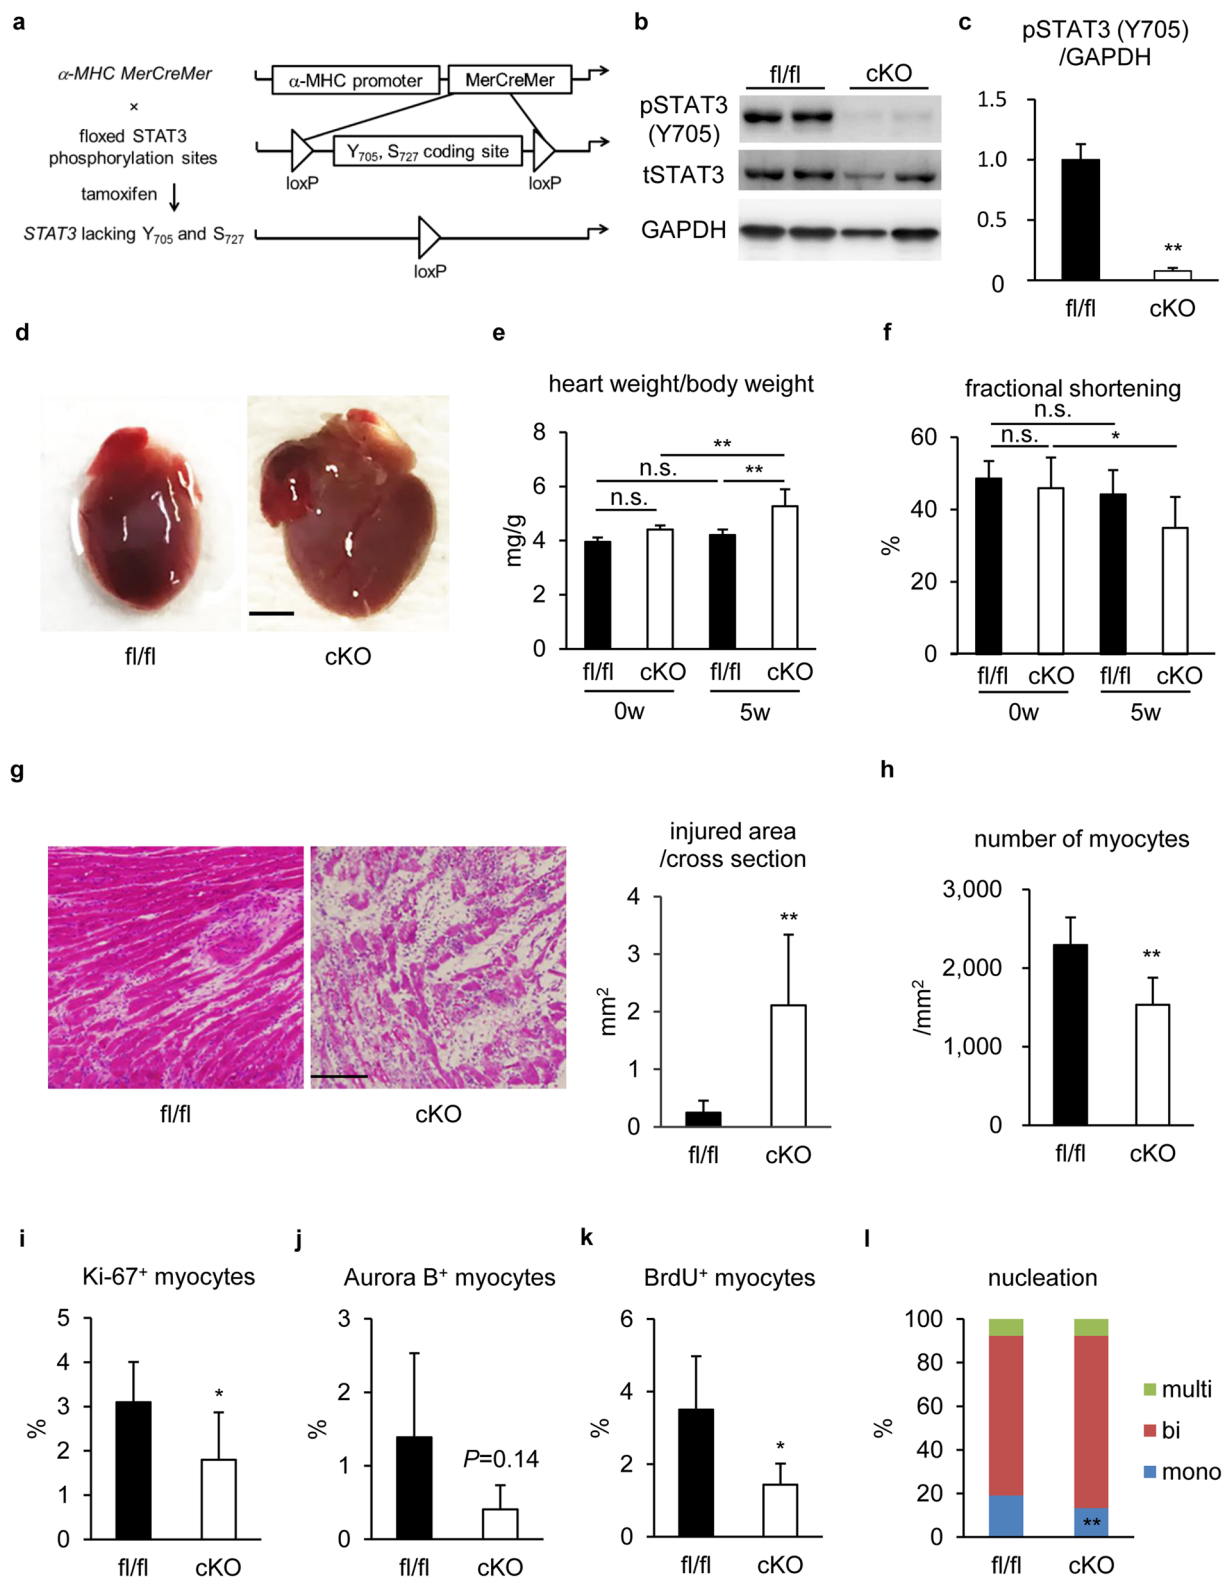 a
α-MHC MerCreMer
α-MHC promoter
MerCreMer
×
floxed STAT3
phosphorylation sites
Y705, S727 coding site
loxP
loxP
tamoxifen
STAT3 lacking Y705 and S727
loxP
b
fl/fl
cKO
pSTAT3
(Y705)
tSTAT3
GAPDH
c
pSTAT3 (Y705)
/GAPDH
1.5
1.0
0.5
0
**
fl/fl
cKO
d
fl/fl
cKO
e
heart weight/body weight
mg/g
8
6
4
2
0
**
n.s.
**
n.s.
fl/fl
cKO
fl/fl
cKO
0w
5w
f
fractional shortening
%
60
40
20
0
n.s.
n.s.
*
fl/fl
cKO
fl/fl
cKO
0w
5w
g
fl/fl
cKO
injured area
/cross section
mm2
4
3
2
1
0
**
fl/fl
cKO
h
number of myocytes
/mm2
3,000
2,000
1,000
0
**
fl/fl
cKO
i
Ki-67+ myocytes
%
5
4
3
2
1
0
*
fl/fl
cKO
j
Aurora B+ myocytes
%
3
2
1
0
P=0.14
fl/fl
cKO
k
BrdU+ myocytes
%
6
4
2
0
*
fl/fl
cKO
l
nucleation
%
100
80
60
40
20
0
**
fl/fl
cKO
multi
bi
mono